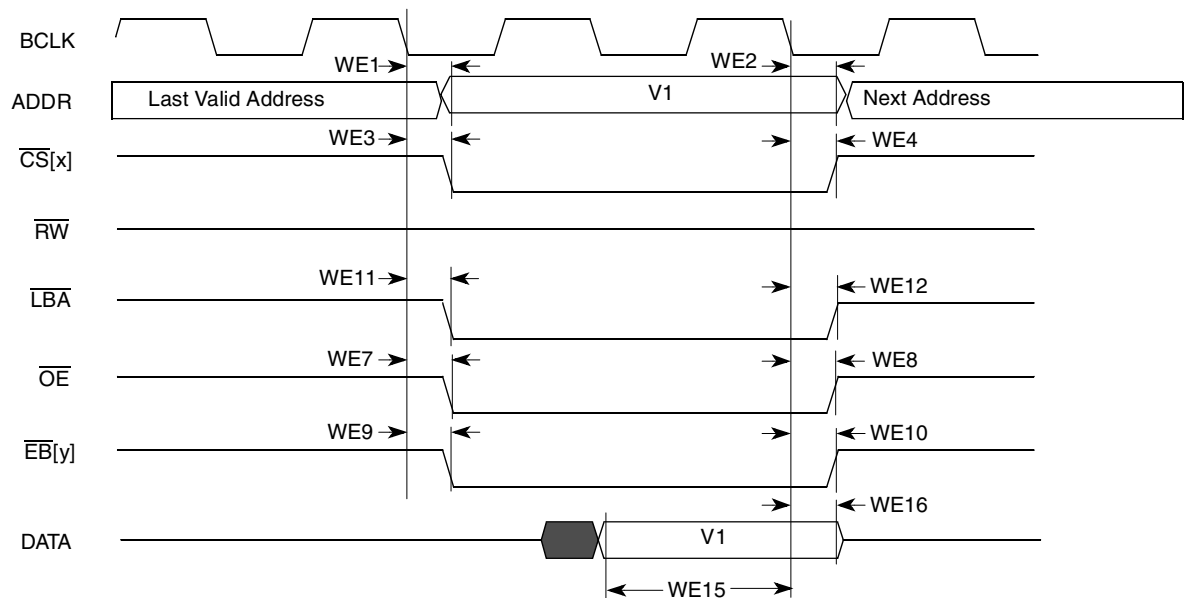 BCLK
WE1
WE2
ADDR
Last Valid Address
V1
Next Address
WE3
WE4
CS[x]
RW
WE11
WE12
LBA
WE7
WE8
OE
WE9
WE10
EB[y]
WE16
DATA
V1
WE15